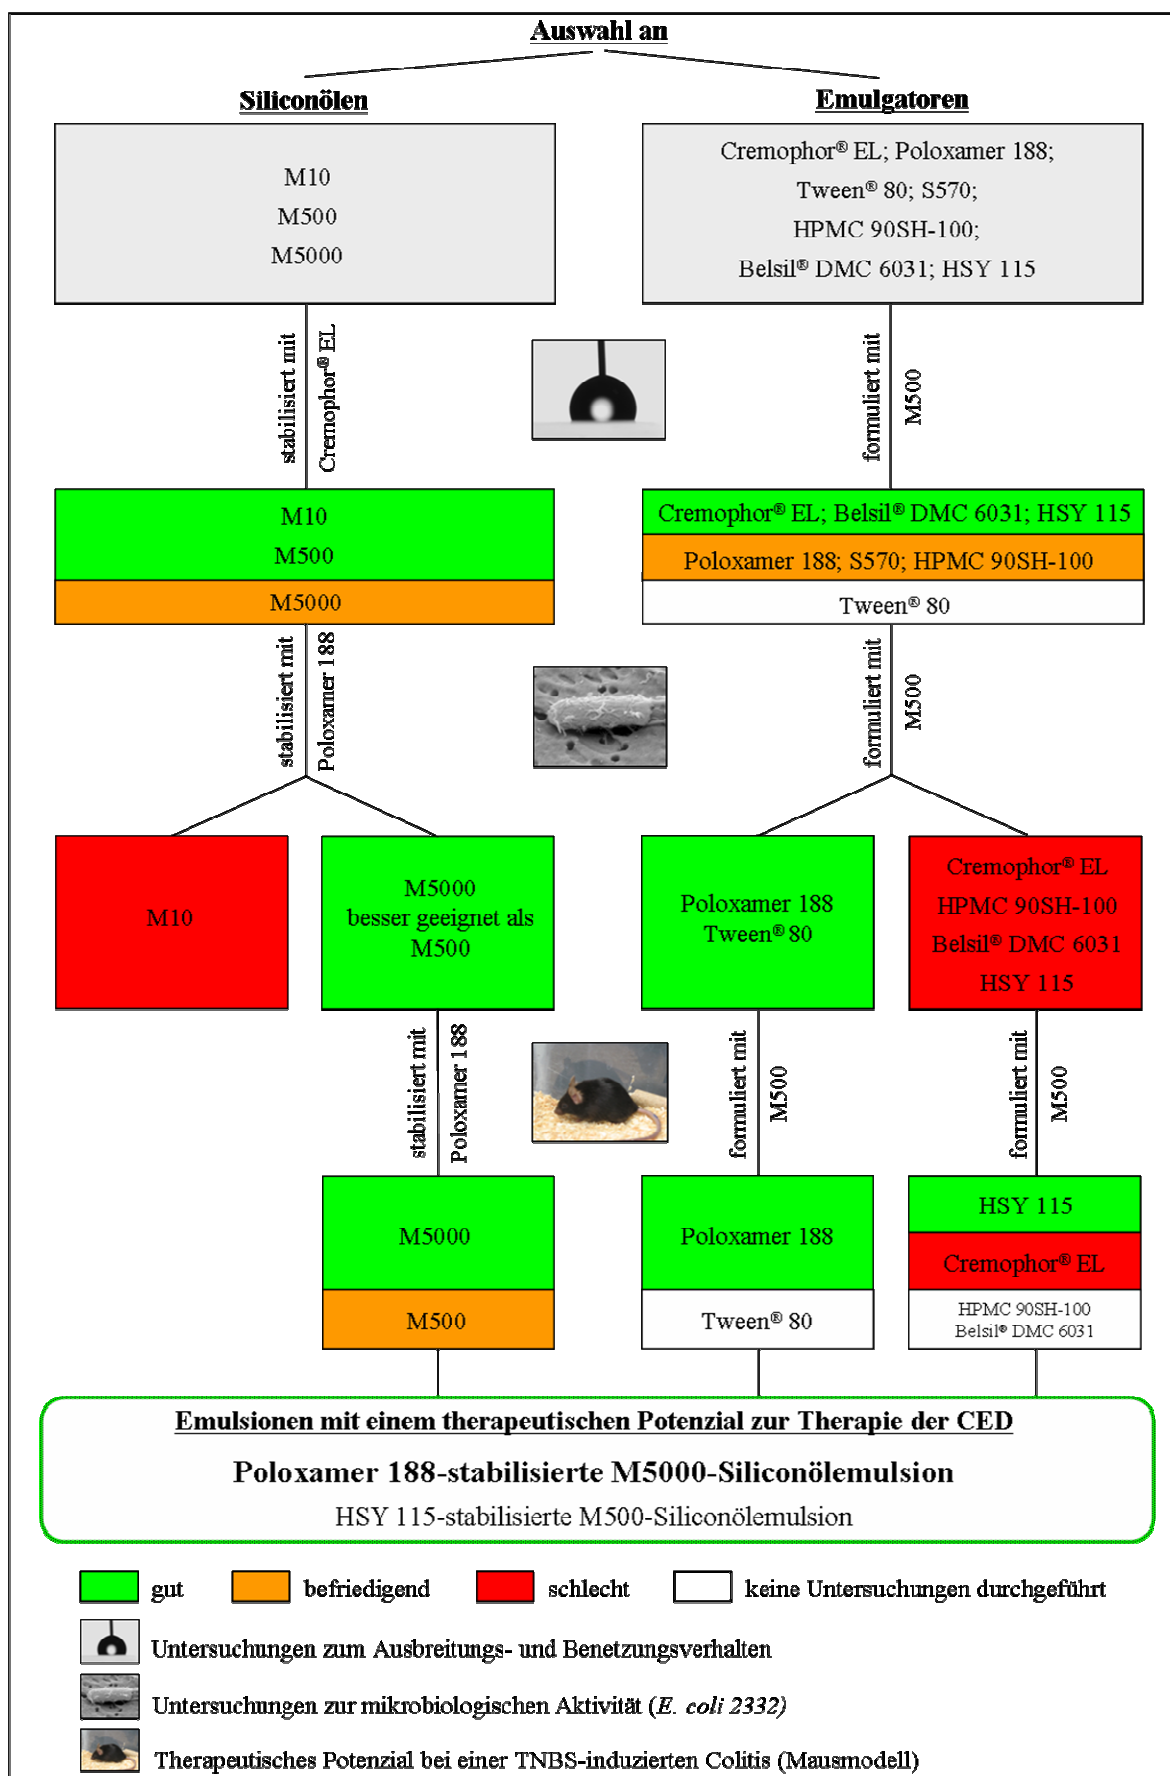 Auswahl an
Siliconölen
Emulgatoren
M10
M500
M5000
Cremophor® EL; Poloxamer 188;
Tween® 80; S570;
HPMC 90SH-100;
Belsil® DMC 6031; HSY 115
stabilisiert mit
Cremophor® EL
formuliert mit
M500
M10
M500
M5000
Cremophor® EL; Belsil® DMC 6031; HSY 115
Poloxamer 188; S570; HPMC 90SH-100
Tween® 80
stabilisiert mit
Poloxamer 188
formuliert mit
M500
M10
M5000
besser geeignet als
M500
Poloxamer 188
Tween® 80
Cremophor® EL
HPMC 90SH-100
Belsil® DMC 6031
HSY 115
stabilisiert mit
Poloxamer 188
formuliert mit
M500
formuliert mit
M500
M5000
M500
Poloxamer 188
Tween® 80
HSY 115
Cremophor® EL
HPMC 90SH-100
Belsil® DMC 6031
Emulsionen mit einem therapeutischen Potenzial zur Therapie der CED
Poloxamer 188-stabilisierte M5000-Siliconölemulsion
HSY 115-stabilisierte M500-Siliconölemulsion
gut
befriedigend
schlecht
keine Untersuchungen durchgeführt
Untersuchungen zum Ausbreitungs- und Benetzungsverhalten
Untersuchungen zur mikrobiologischen Aktivität (E. coli 2332)
Therapeutisches Potenzial bei einer TNBS-induzierten Colitis (Mausmodell)